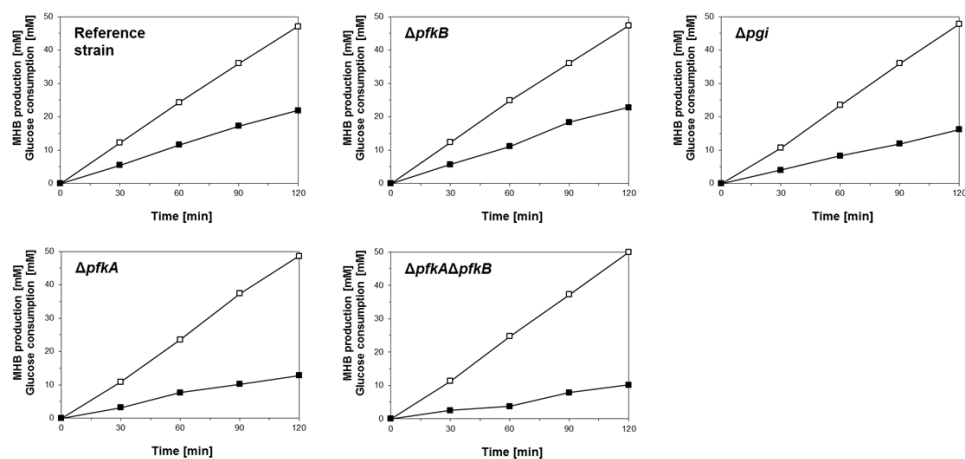 MHB production [mM]
Glucose consumption [mM]
50
40
30
20
10
0
Reference
strain
0 30 60 90 120
Time [min]
MHB production [mM]
Glucose consumption [mM]
50
40
30
20
10
0
ΔpfkB
0 30 60 90 120
Time [min]
MHB production [mM]
Glucose consumption [mM]
50
40
30
20
10
0
Δpgi
0 30 60 90 120
Time [min]
MHB production [mM]
Glucose consumption [mM]
50
40
30
20
10
0
ΔpfkA
0 30 60 90 120
Time [min]
MHB production [mM]
Glucose consumption [mM]
50
40
30
20
10
0
ΔpfkAΔpfkB
0 30 60 90 120
Time [min]